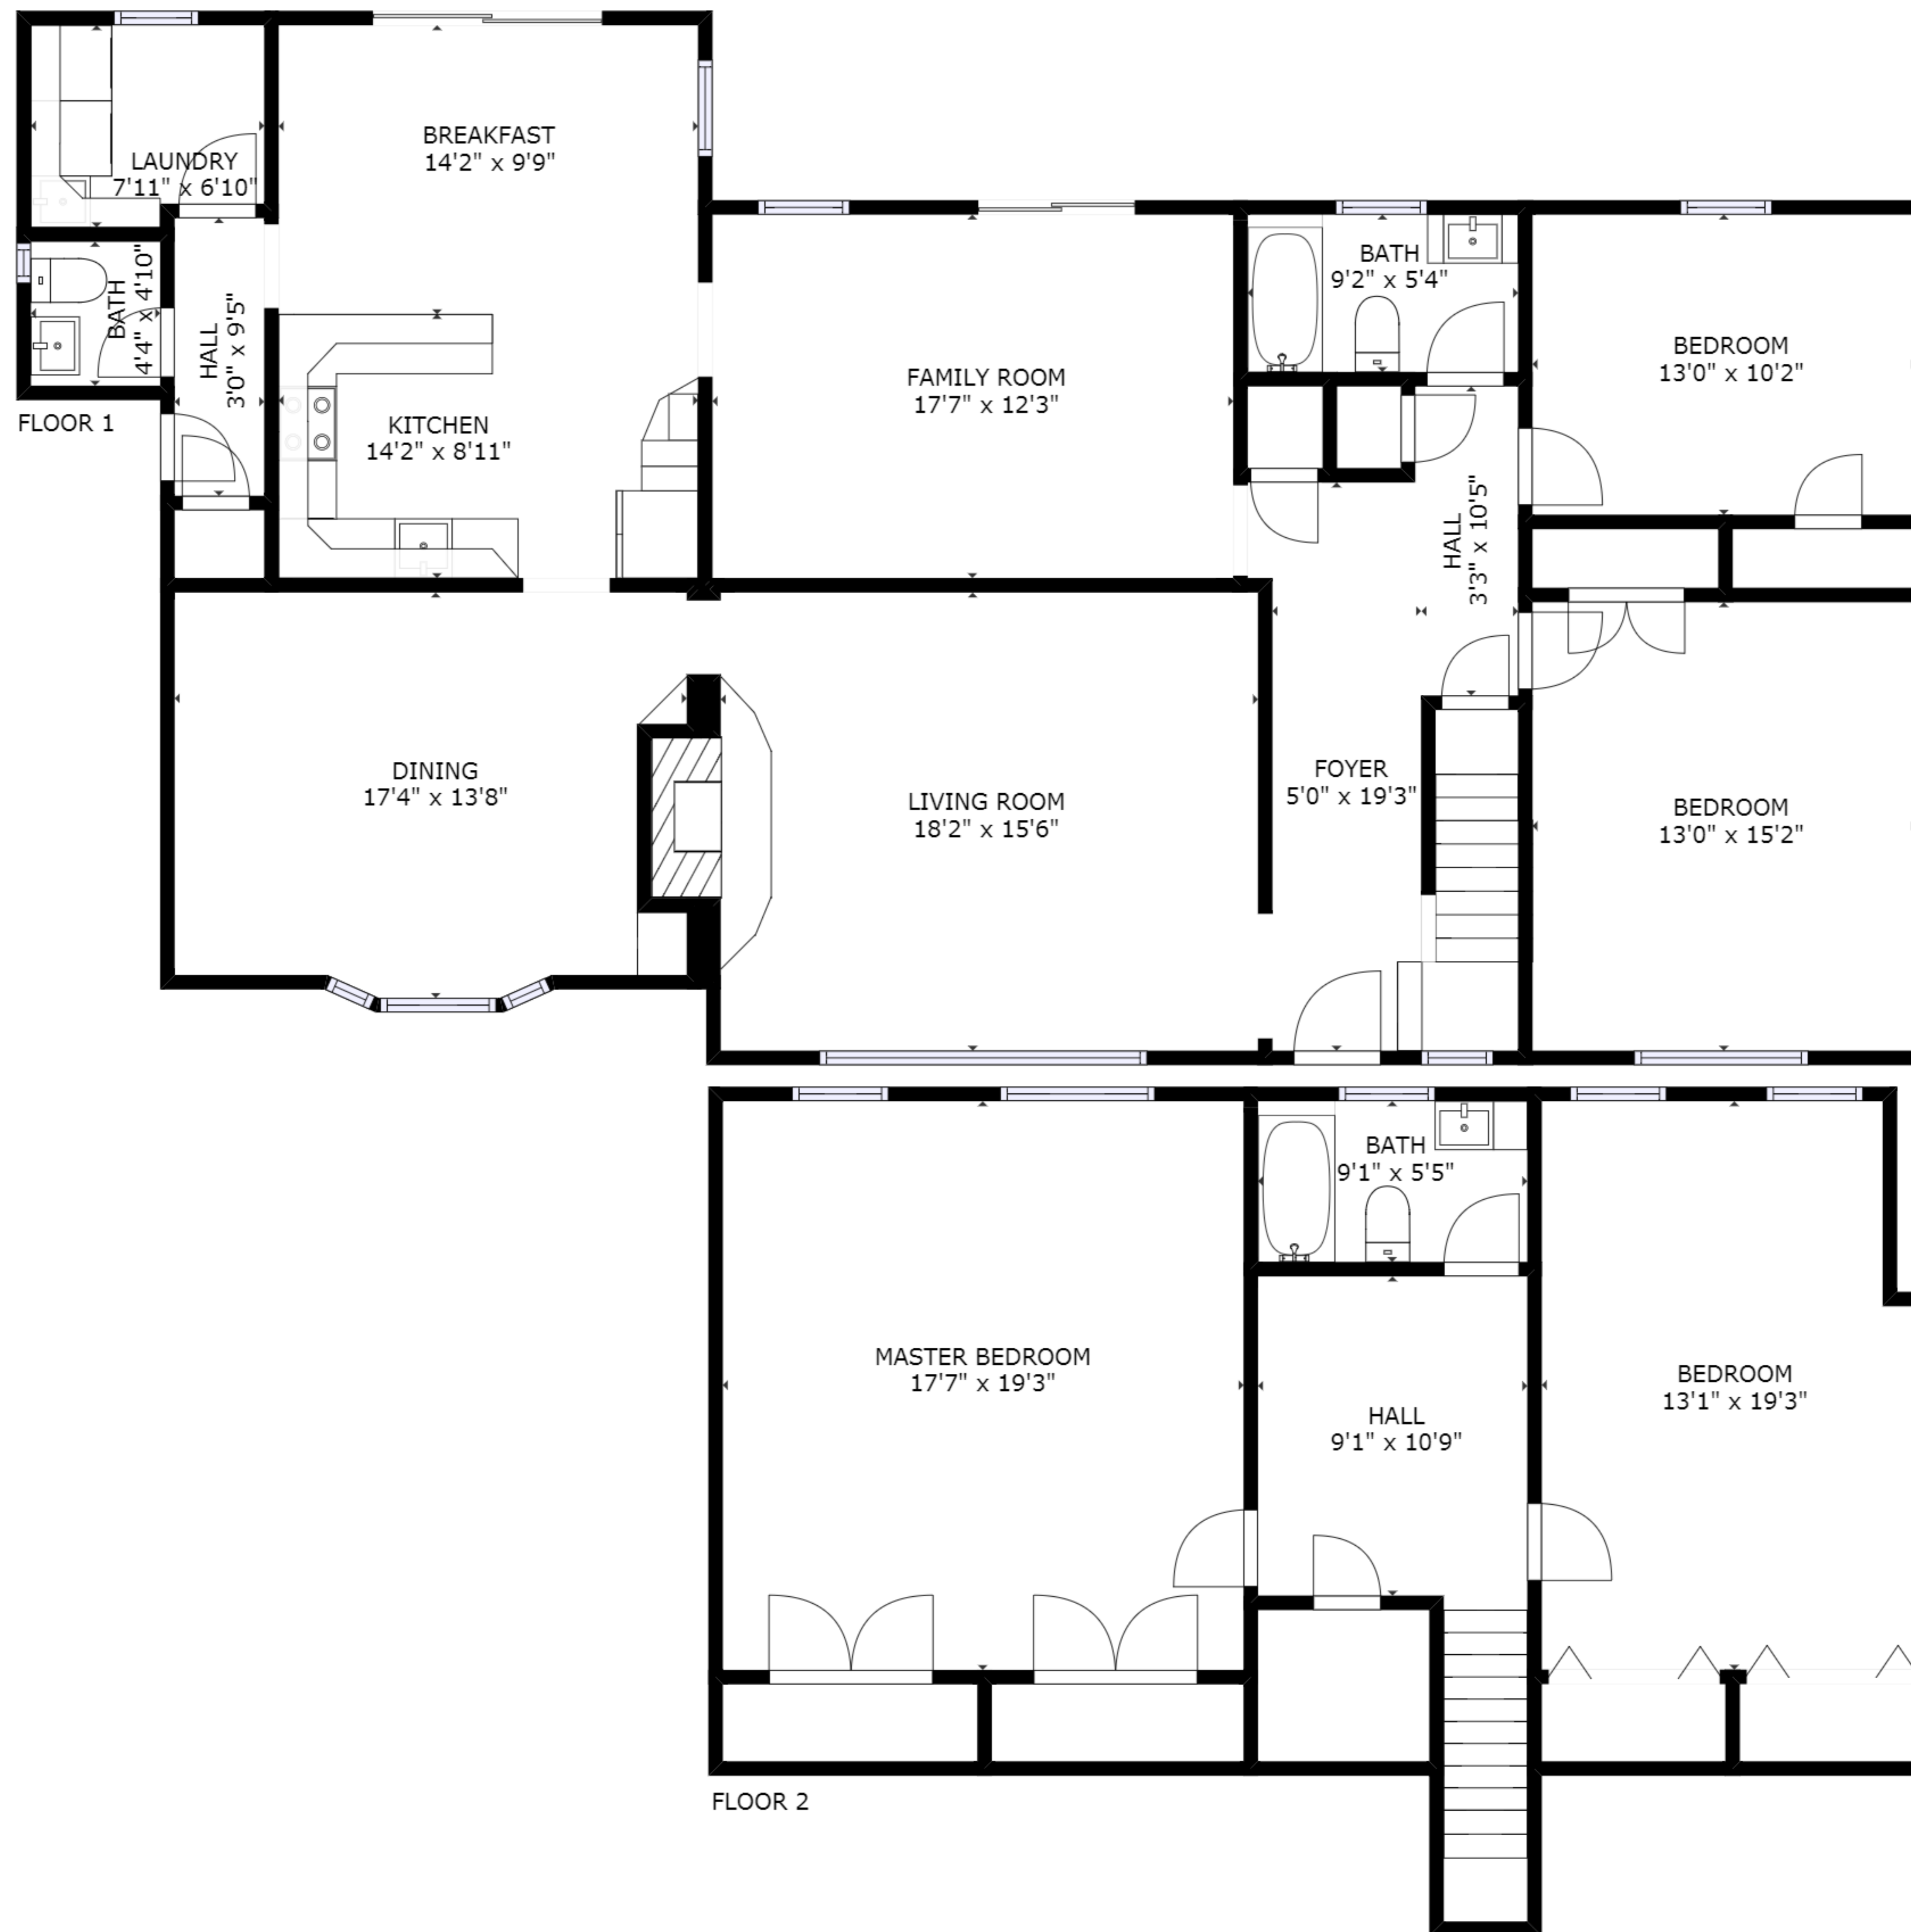 BREAKFAST
14'2" x 9'9"
LAUNDRY
7'11" x 6'10"
BATH
4'4" x 4'10"
HALL
3'0" x 9'5"
BATH
9'2" x 5'4"
BEDROOM
13'0" x 10'2"
FAMILY ROOM
17'7" x 12'3"
FLOOR 1
KITCHEN
14'2" x 8'11"
HALL
3'3" x 10'5"
DINING
17'4" x 13'8"
LIVING ROOM
18'2" x 15'6"
FOYER
5'0" x 19'3"
BEDROOM
13'0" x 15'2"
BATH
9'1" x 5'5"
MASTER BEDROOM
17'7" x 19'3"
HALL
9'1" x 10'9"
BEDROOM
13'1" x 19'3"
FLOOR 2